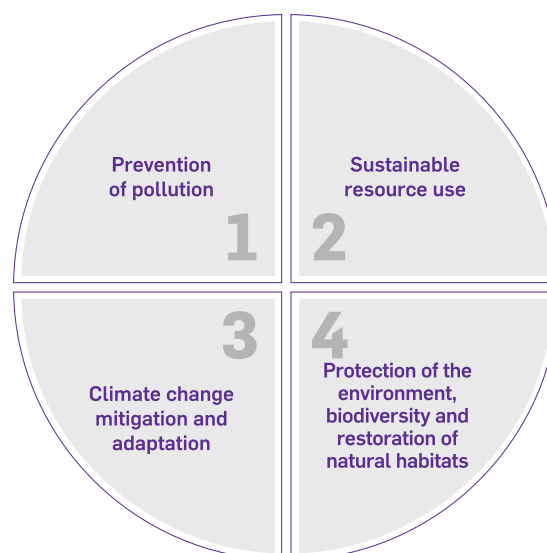 Prevention
of pollution
1
Sustainable
resource use
2
3
Climate change
mitigation and
adaptation
4
Protection of the
environment,
biodiversity and
restoration of
natural habitats